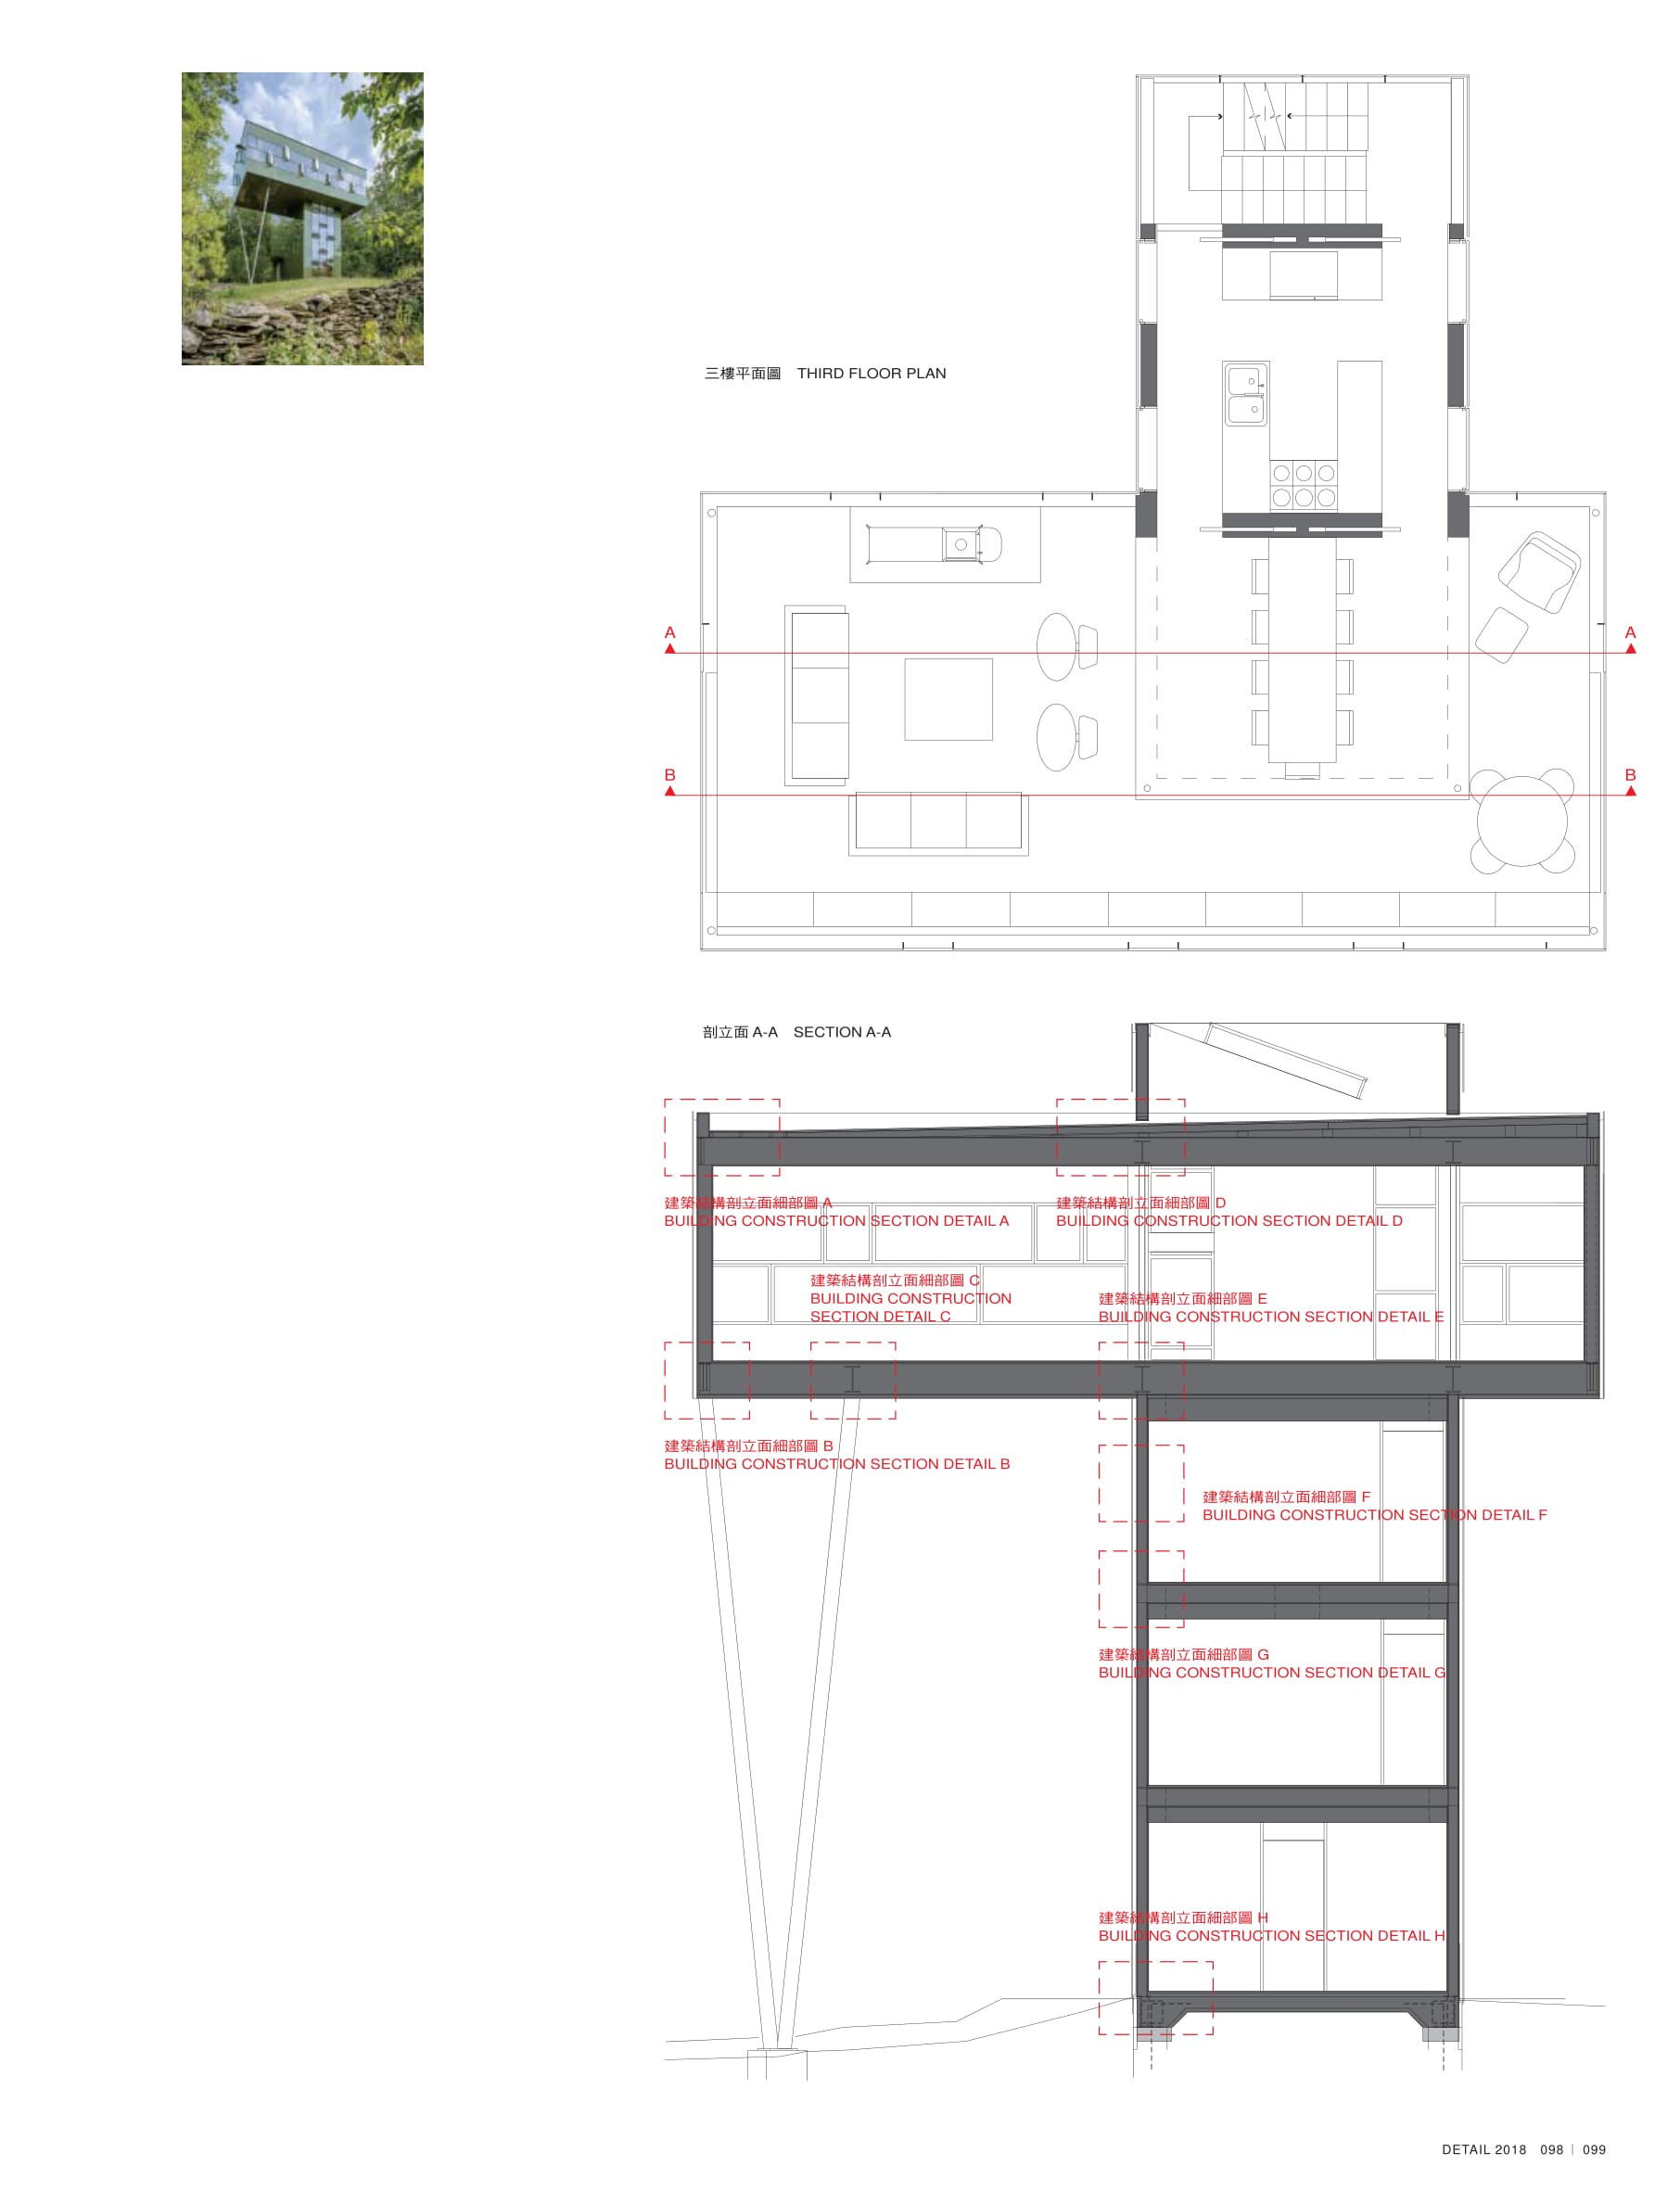 三樓平面圖 THIRD FLOOR PLAN
A
A
B
B
剖立面 A-A SECTION A-A
建築結構剖立面細部圖 A
BUILDING CONSTRUCTION SECTION DETAIL A
建築結構剖立面細部圖 D
BUILDING CONSTRUCTION SECTION DETAIL D
建築結構剖立面細部圖 C
BUILDING CONSTRUCTION
SECTION DETAIL C
建築結構剖立面細部圖 E
BUILDING CONSTRUCTION SECTION DETAIL E
建築結構剖立面細部圖 B
BUILDING CONSTRUCTION SECTION DETAIL B
建築結構剖立面細部圖 F
BUILDING CONSTRUCTION SECTION DETAIL F
建築結構剖立面細部圖 G
BUILDING CONSTRUCTION SECTION DETAIL G
建築結構剖立面細部圖 H
BUILDING CONSTRUCTION SECTION DETAIL H
DETAIL 2018 098 | 099